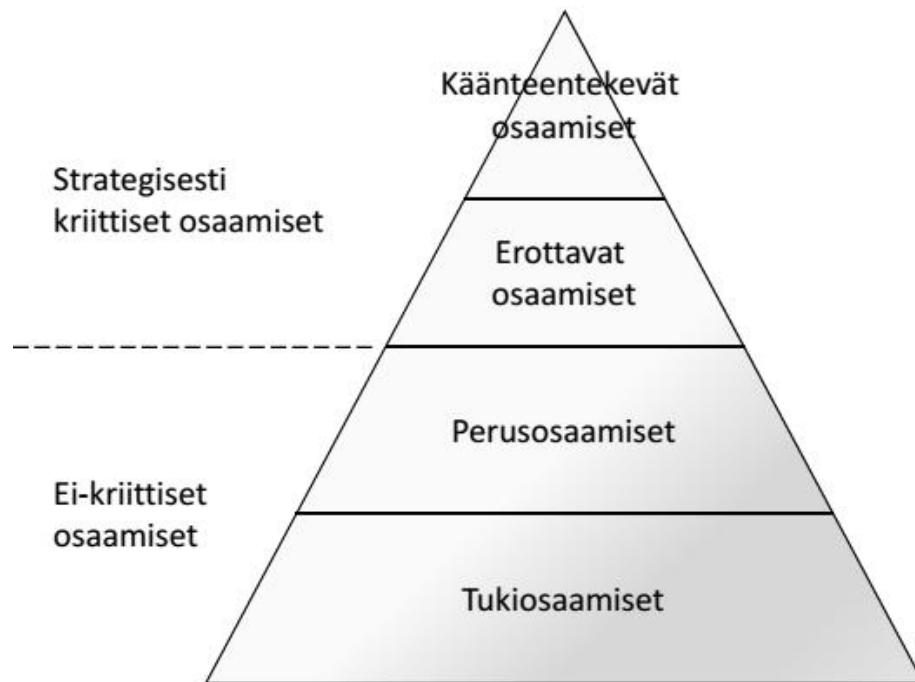 Käänteentekevät
osaamiset
Strategisesti
kriittiset osaamiset
Erottavat
osaamiset
Perusosaamiset
Ei-kriittiset
osaamiset
Tukiosaamiset